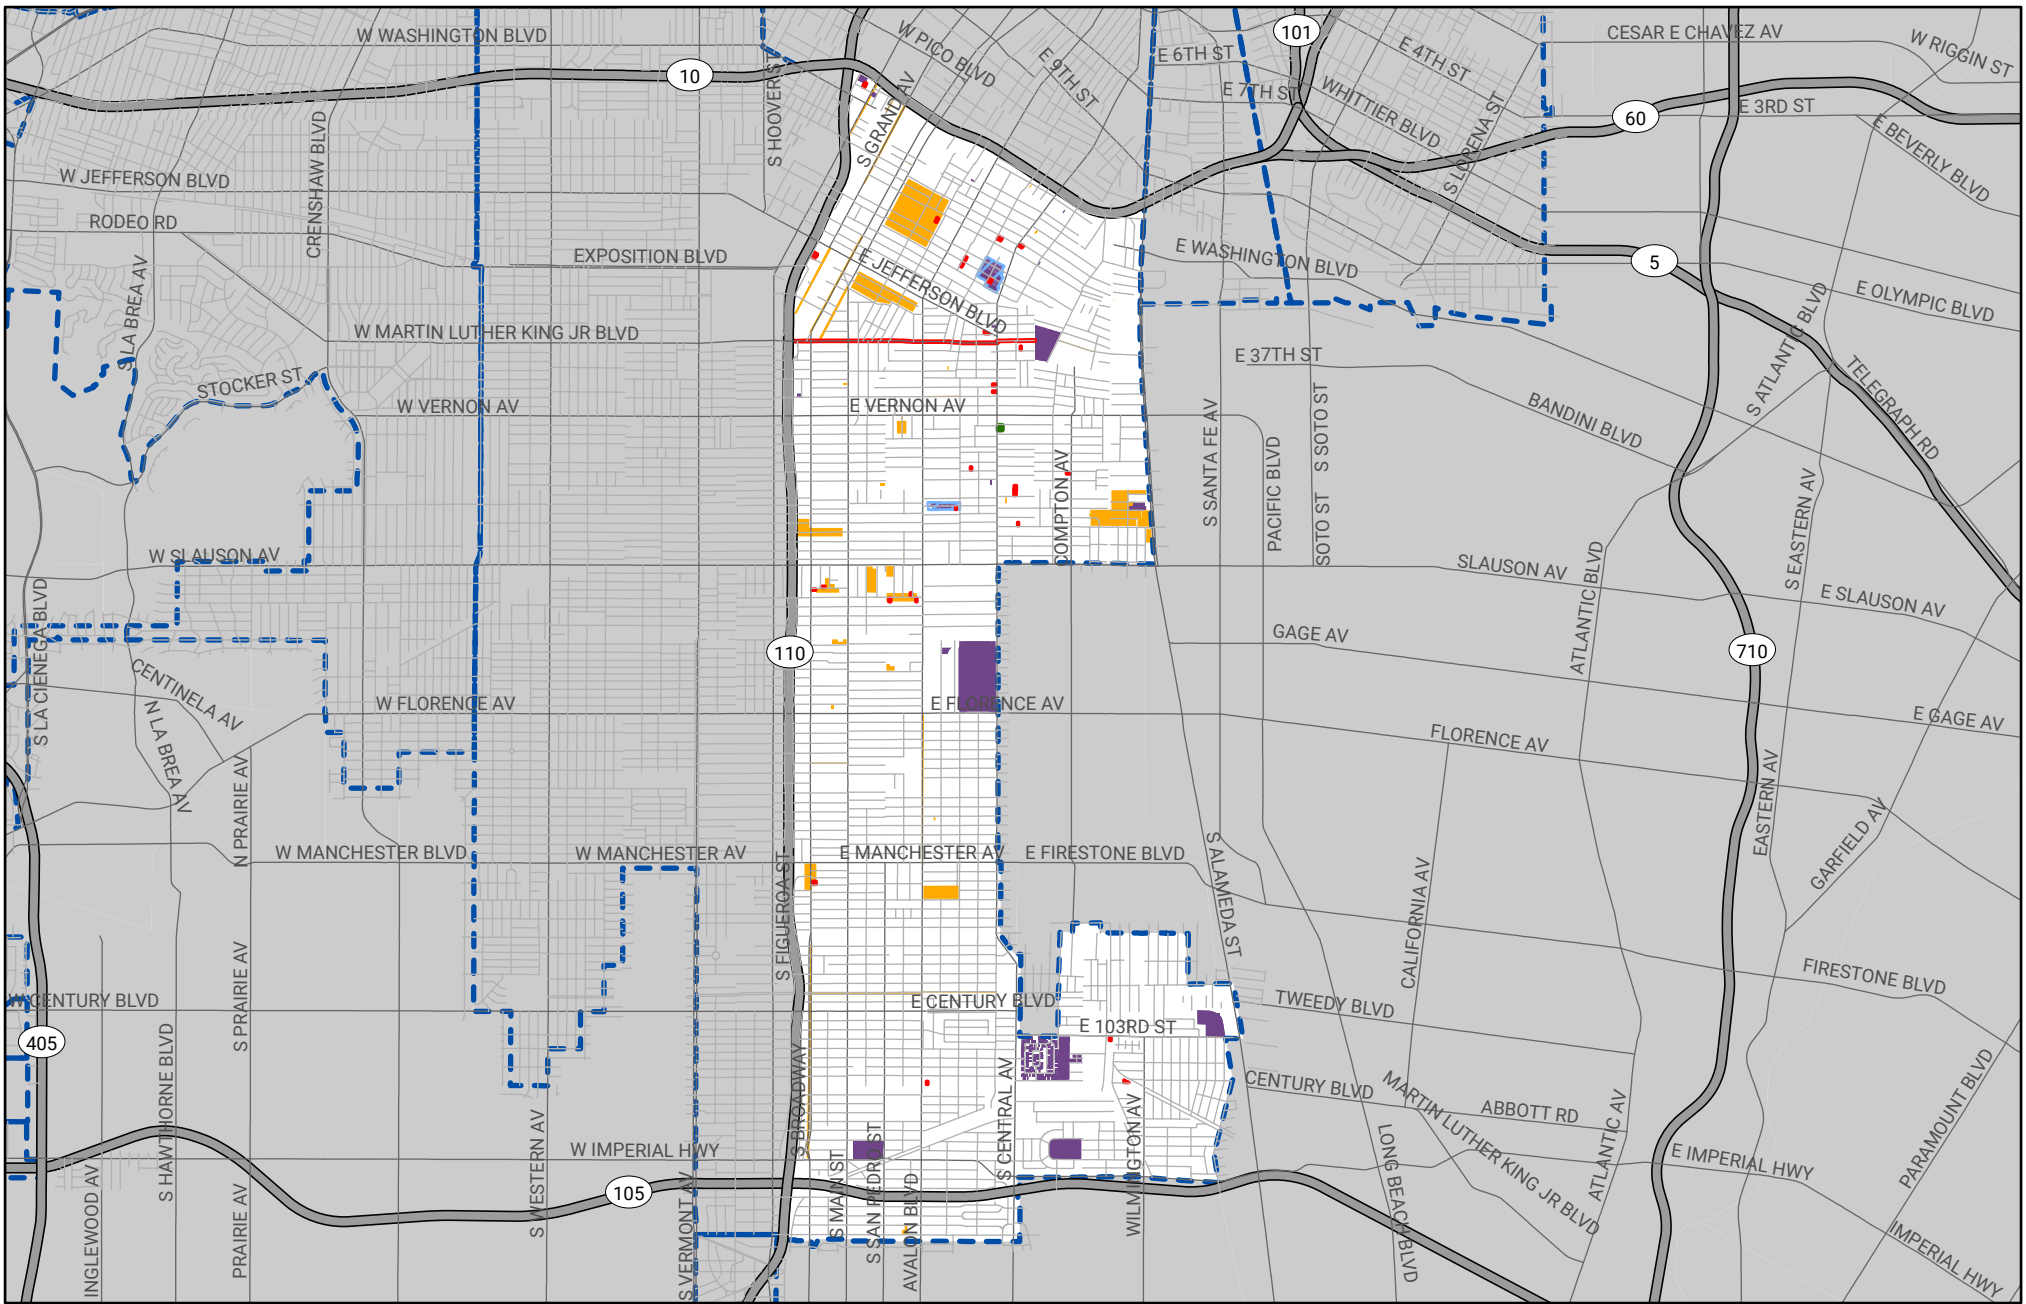 W WASHINGTON BLVD
10
W PICO BLVD
E 9TH ST
E 6TH ST
101
E 7TH ST
E 4TH ST
WHITTIER BLVD
CESAR E CHAVEZ AV
W RIGGIN ST
60
E 3RD ST
E BEVERLY BLVD
S HOOVER ST
S GRAND AV
S LORENA ST
CRENSHAW BLVD
W JEFFERSON BLVD
RODEO RD
EXPOSITION BLVD
E JEFFERSON BLVD
E WASHINGTON BLVD
5
E OLYMPIC BLVD
S LA BREA AV
W MARTIN LUTHER KING JR BLVD
E 37TH ST
S ATLANTIC BLVD
TELEGRAPH RD
STOCKER ST
W VERNON AV
E VERNON AV
BANDINI BLVD
S SANTA FE AV
PACIFIC BLVD
S SOTO ST
SOTO ST
COMPTON AV
S EASTERN AV
W SLAUSON AV
SLAUSON AV
E SLAUSON AV
S LA CIENEGA BLVD
110
GAGE AV
ATLANTIC BLVD
710
CENTINELA AV
N LA BREA AV
W FLORENCE AV
E FLORENCE AV
FLORENCE AV
E GAGE AV
N PRAIRIE AV
EASTERN AV
GARFIELD AV
W MANCHESTER BLVD
W MANCHESTER AV
E MANCHESTER AV
E FIRESTONE BLVD
S FIGUEROA ST
S ALAMEDA ST
CALIFORNIA AV
FIRESTONE BLVD
W CENTURY BLVD
S PRAIRIE AV
E CENTURY BLVD
E 103RD ST
TWEEDY BLVD
405
S HAWTHORNE BLVD
S BROADWAY
S CENTRAL AV
CENTURY BLVD
MARTIN LUTHER KING JR BLVD
ABBOTT RD
PARAMOUNT BLVD
W IMPERIAL HWY
E IMPERIAL HWY
INGLEWOOD AV
PRAIRIE AV
S WESTERN AV
105
S VERMONT AV
S MAIN ST
S SAN PEDRO ST
AVALON BLVD
WILMINGTON AV
LONG BEACH BLVD
ATLANTIC AV
IMPERIAL HWY